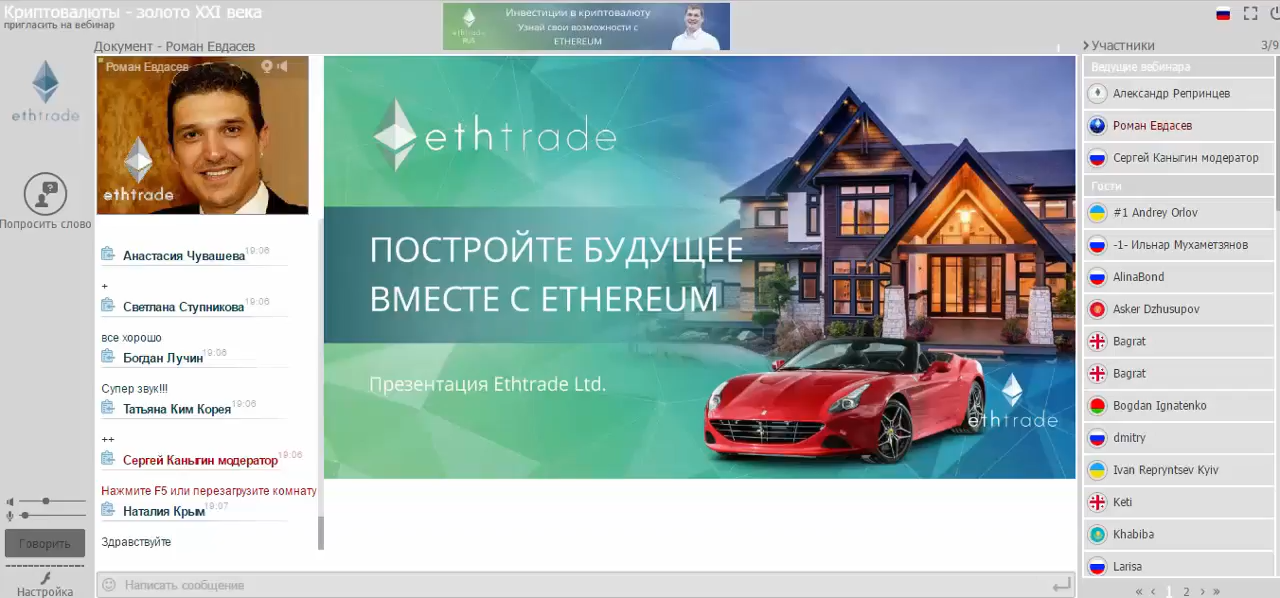 Криптовалюты - золото XXI века
пригласить на вебинар
Инвестиции в криптовалюту
Узнай свои возможности с
ETHEREUM
Документ - Роман Евдасев
Участники 3/9
ethtrade
Попросить слово
Говорить
Настройка
Роман Евдасев
ethtrade
Анастасия Чувашева 19:06
+
Светлана Ступникова 19:06
все хорошо
Богдан Лучин 19:06
Супер звук!!!
Татьяна Ким Корея 19:06
++
Сергей Каныгин модератор 19:06
Нажмите F5 или перезагрузите комнату
Наталия Крым 19:07
Здравствуйте
Написать сообщение
ethtrade
ПОСТРОЙТЕ БУДУЩЕЕ
ВМЕСТЕ С ETHEREUM
Презентация Ethtrade Ltd.
ethtrade
Ведущие вебинара
Александр Репринцев
Роман Евдасев
Сергей Каныгин модератор
Гости
#1 Andrey Orlov
-1- Ильнар Мухаметянов
AlinaBond
Asker Dzhusupov
Bagrat
Bagrat
Bogdan Ignatenko
dmitry
Ivan Repryntsev Kyiv
Keti
Khabiba
Larisa
« ‹ 1 2 › »